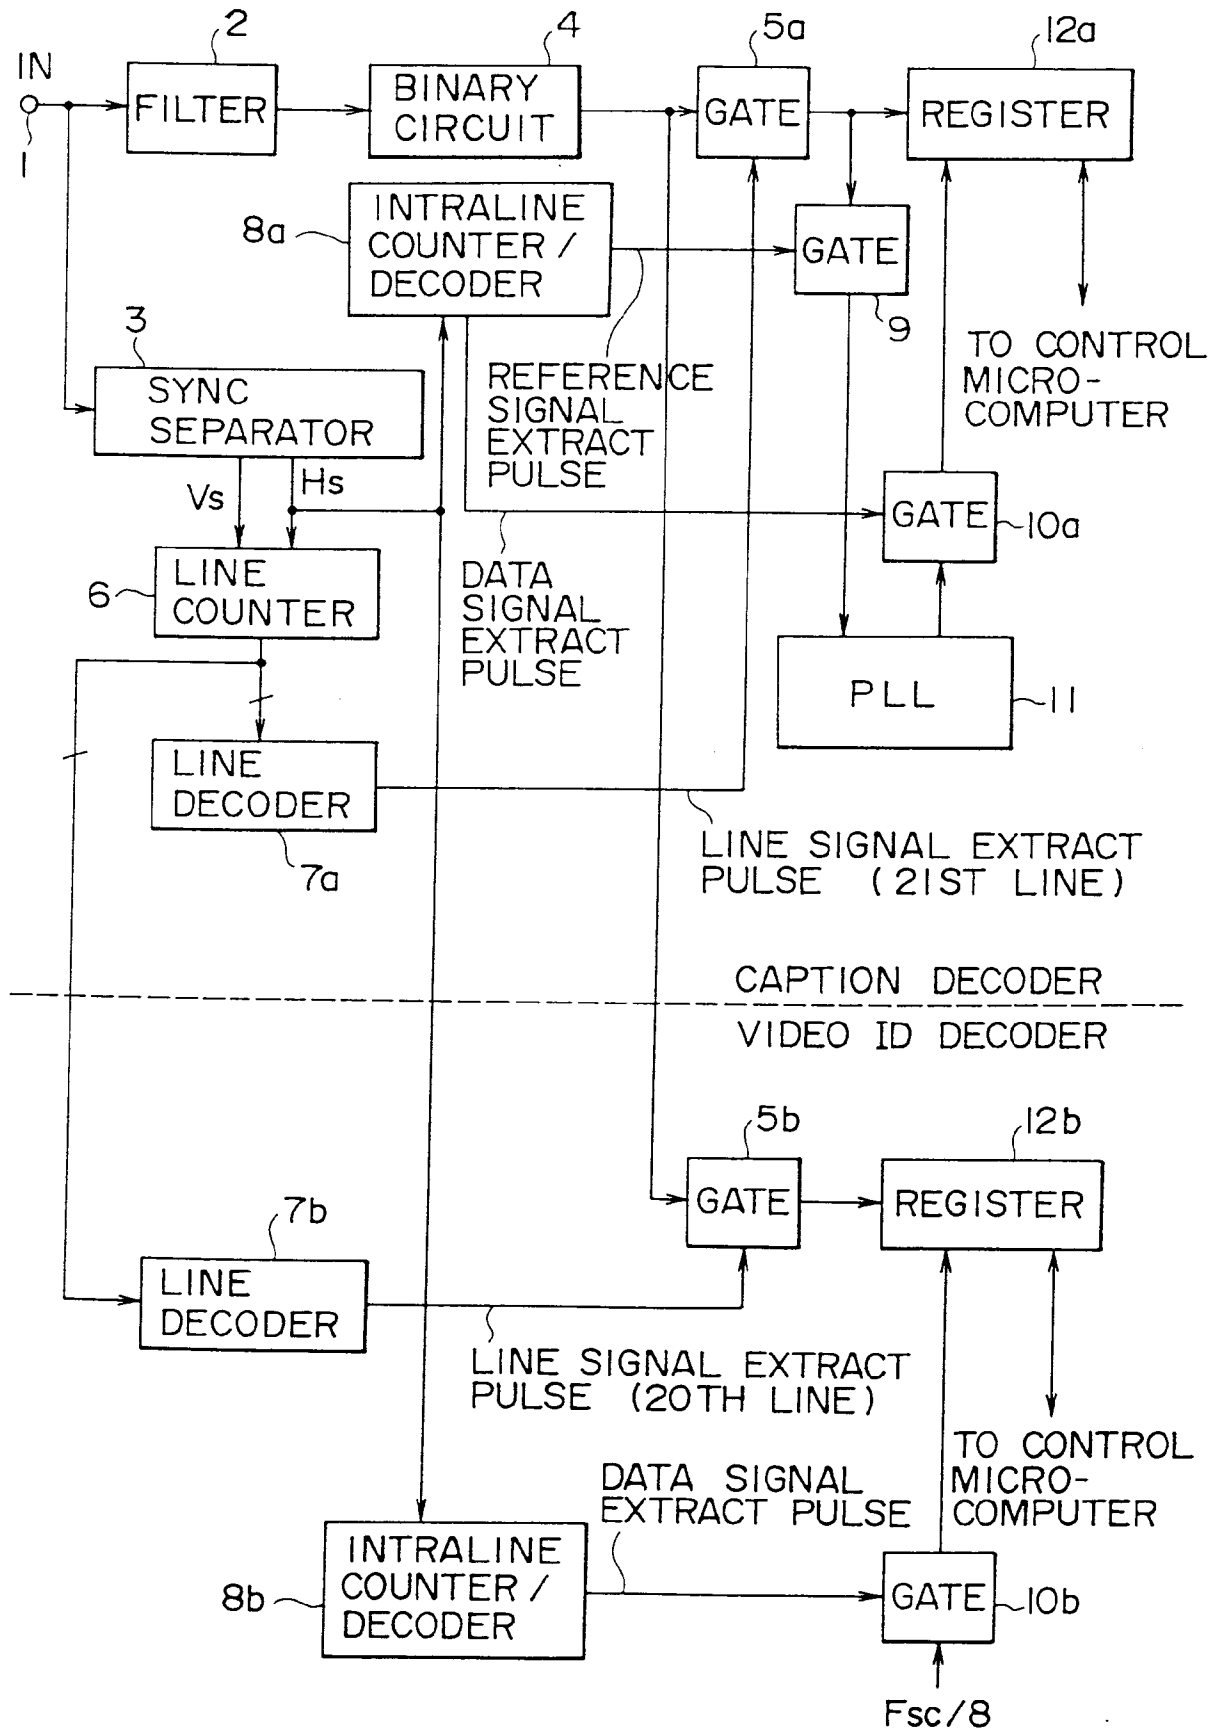 2
4
5a
12a
IN
FILTER
BINARY
CIRCUIT
GATE
REGISTER
1
8a
INTRALINE
COUNTER /
DECODER
GATE
9
3
SYNC
SEPARATOR
REFERENCE
SIGNAL
EXTRACT
PULSE
TO CONTROL
MICRO-
COMPUTER
Vs
Hs
GATE
10a
6
LINE
COUNTER
DATA
SIGNAL
EXTRACT
PULSE
PLL
11
LINE
DECODER
7a
LINE SIGNAL EXTRACT
PULSE (21ST LINE)
CAPTION DECODER
VIDEO ID DECODER
5b
12b
GATE
REGISTER
7b
LINE
DECODER
LINE SIGNAL EXTRACT
PULSE (20TH LINE)
TO CONTROL
MICRO-
COMPUTER
DATA SIGNAL
EXTRACT PULSE
8b
INTRALINE
COUNTER /
DECODER
GATE
10b
Fsc/8